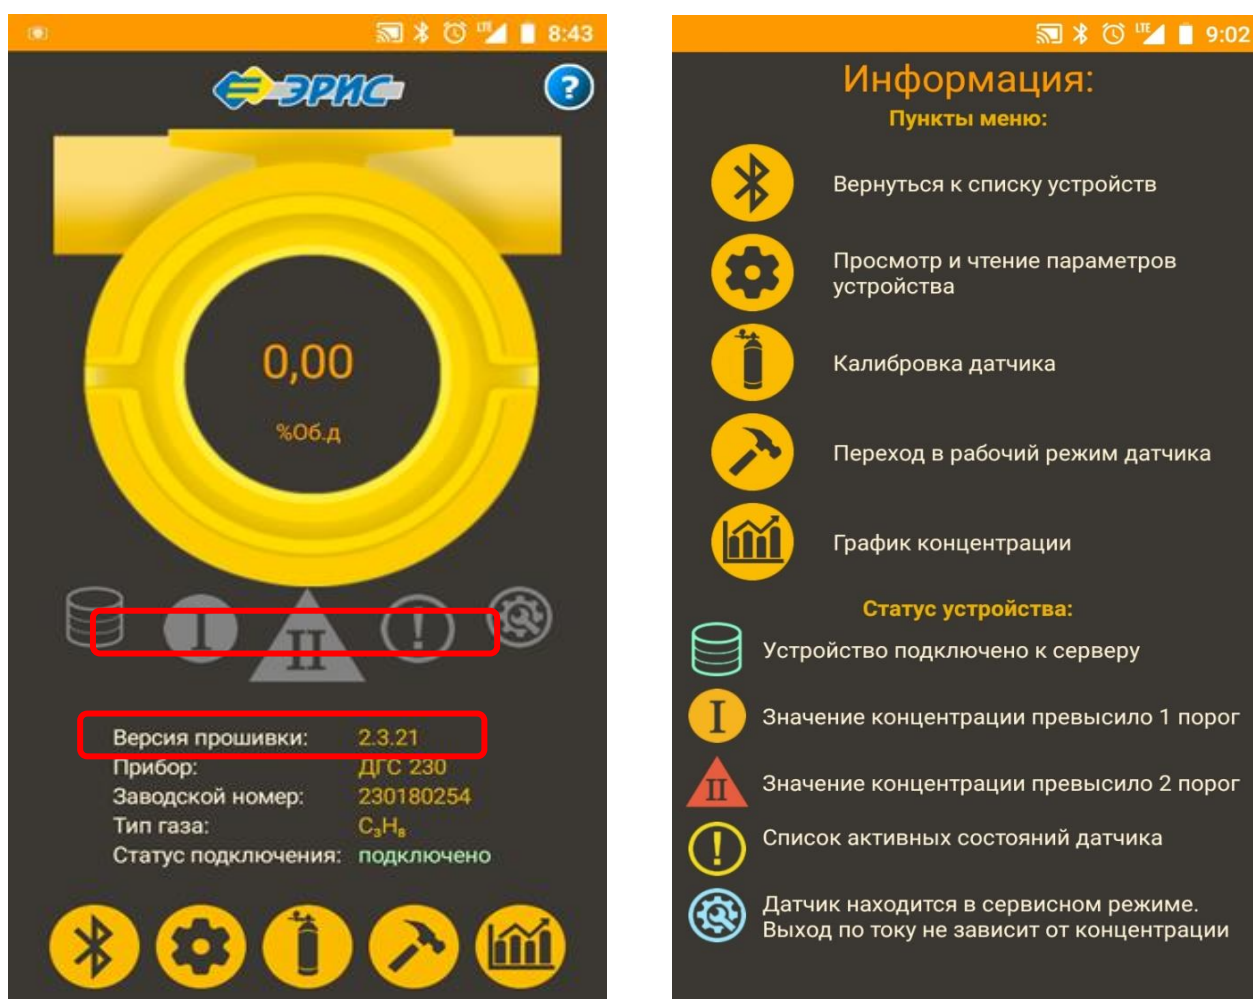 LTE 8:43
ЭРИС
?
0,00
%Об.д
I
II
!
Версия прошивки: 2.3.21
Прибор: ДГС 230
Заводской номер: 230180254
Тип газа: C₃H₈
Статус подключения: подключено
LTE 9:02
Информация:
Пункты меню:
Вернуться к списку устройств
Просмотр и чтение параметров
устройства
Калибровка датчика
Переход в рабочий режим датчика
График концентрации
Статус устройства:
Устройство подключено к серверу
I Значение концентрации превысило 1 порог
II Значение концентрации превысило 2 порог
! Список активных состояний датчика
Датчик находится в сервисном режиме.
Выход по току не зависит от концентрации